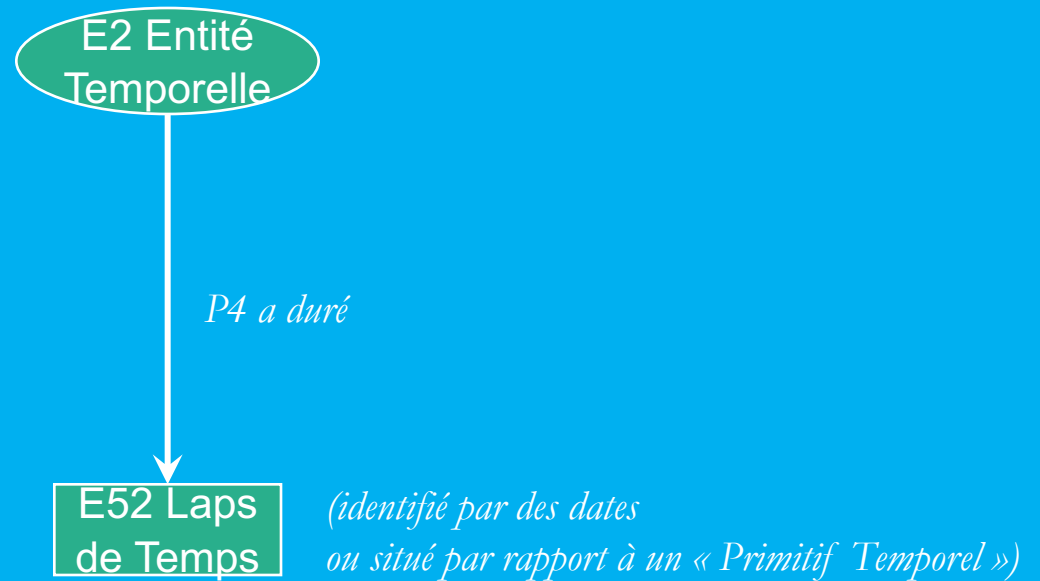 E2 Entité
Temporelle
P4 a duré
E52 Laps
de Temps
(identifié par des dates
ou situé par rapport à un « Primitif Temporel »)